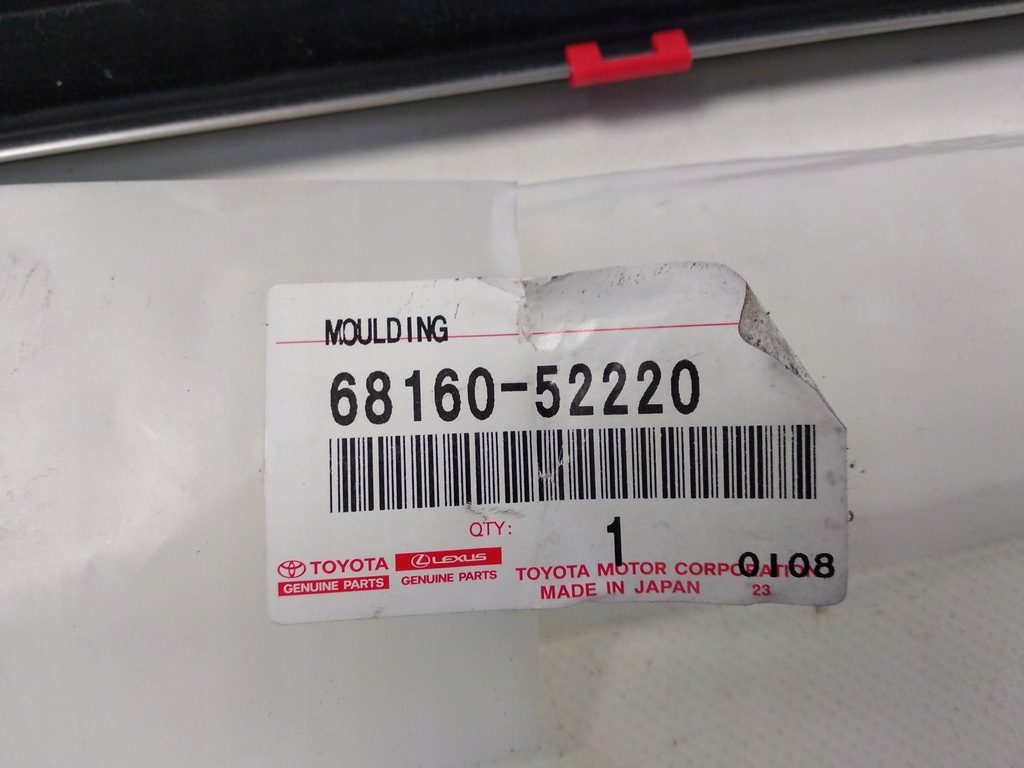 MOULDING
68160-52220
QTY: 1
TOYOTA LEXUS
GENUINE PARTS GENUINE PARTS
TOYOTA MOTOR CORPORATION 0108
MADE IN JAPAN 23